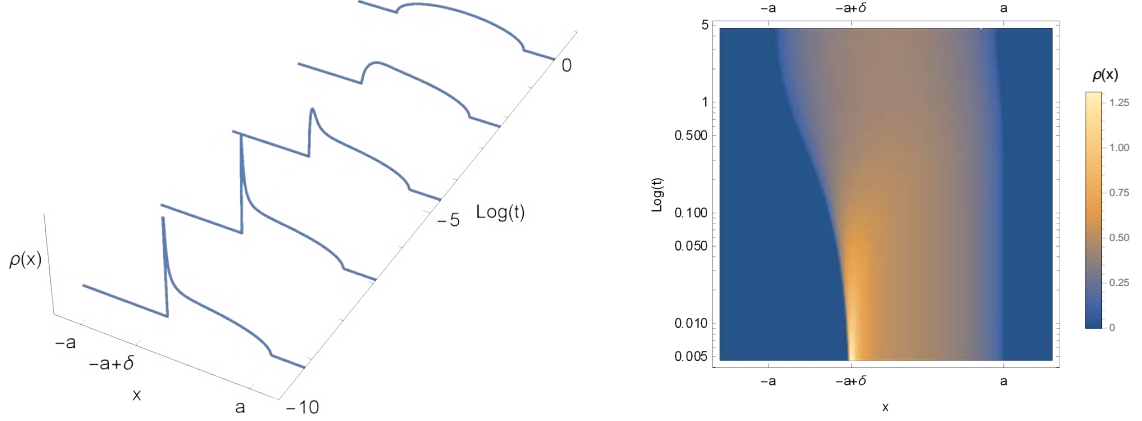 ρ(x)
-a
-a+δ
x
a
-10
-5
Log(t)
0
-a
-a+δ
a
5
1
0.500
0.100
0.050
0.010
0.005
Log(t)
-a
-a+δ
a
x
ρ(x)
1.25
1.00
0.75
0.50
0.25
0